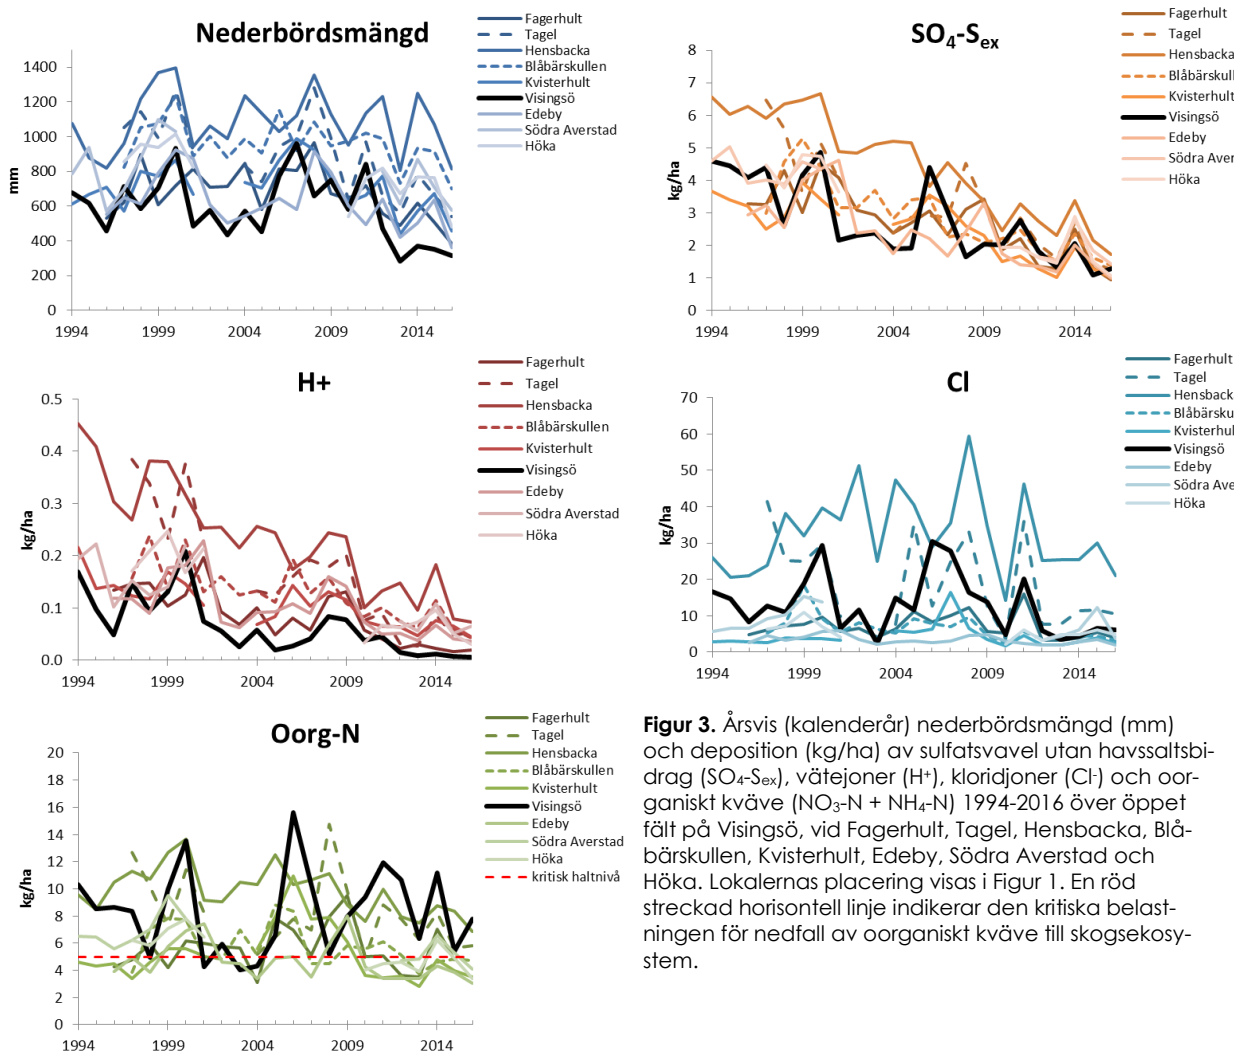 Nederbördsmängd
mm
1400
1200
1000
800
600
400
200
0
1994
1999
2004
2009
2014
Fagerhult
Tagel
Hensbacka
Blåbärskullen
Kvisterhult
Visingsö
Edeby
Södra Averstad
Höka
SO4-Sex
kg/ha
8
7
6
5
4
3
2
1
0
1994
1999
2004
2009
2014
Fagerhult
Tagel
Hensbacka
Blåbärskull
Kvisterhult
Visingsö
Edeby
Södra Aver
Höka
H+
kg/ha
0.5
0.4
0.3
0.2
0.1
0.0
1994
1999
2004
2009
2014
Fagerhult
Tagel
Hensbacka
Blåbärskullen
Kvisterhult
Visingsö
Edeby
Södra Averstad
Höka
Cl
kg/ha
70
60
50
40
30
20
10
0
1994
1999
2004
2009
2014
Fagerhult
Tagel
Hensback
Blåbärsku
Kvisterhul
Visingsö
Edeby
Södra Ave
Höka
Oorg-N
kg/ha
20
18
16
14
12
10
8
6
4
2
0
1994
1999
2004
2009
2014
Fagerhult
Tagel
Hensbacka
Blåbärskullen
Kvisterhult
Visingsö
Edeby
Södra Averstad
Höka
kritisk haltnivå
Figur 3. Årsvis (kalenderår) nederbördsmängd (mm)
och deposition (kg/ha) av sulfatsvavel utan havssaltsbi-
drag (SO4-Sex), vätejoner (H+), kloridjoner (Cl-) och oor-
ganiskt kväve (NO3-N + NH4-N) 1994-2016 över öppet
fält på Visingsö, vid Fagerhult, Tagel, Hensbacka, Blå-
bärskullen, Kvisterhult, Edeby, Södra Averstad och
Höka. Lokalernas placering visas i Figur 1. En röd
streckad horisontell linje indikerar den kritiska belast-
ningen för nedfall av oorganiskt kväve till skogsekosy-
stem.